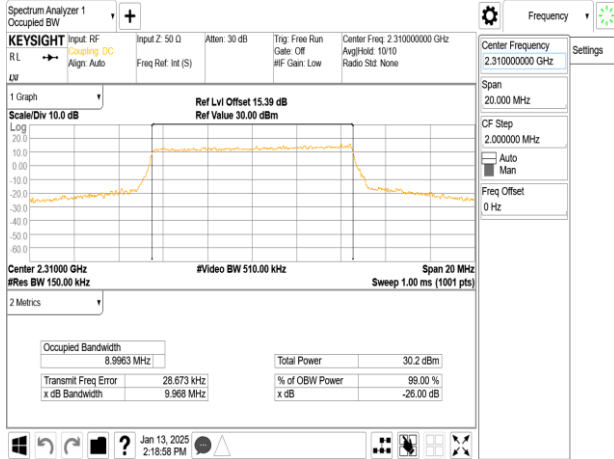 Spectrum Analyzer 1
Occupied BW
KEYSIGHT
RL
LXI
Input: RF
Coupling: DC
Align: Auto
Input Z: 50 Ω
Freq Ref: Int (S)
Atten: 30 dB
Trig: Free Run
Gate: Off
#IF Gain: Low
Center Freq: 2.310000000 GHz
Avg|Hold: 10/10
Radio Std: None
1 Graph
Scale/Div 10.0 dB
Ref Lvl Offset 15.39 dB
Ref Value 30.00 dBm
Log
20.0
10.0
0.00
-10.0
-20.0
-30.0
-40.0
-50.0
-60.0
Center 2.31000 GHz
#Video BW 510.00 kHz
Span 20 MHz
#Res BW 150.00 kHz
Sweep 1.00 ms (1001 pts)
2 Metrics
Occupied Bandwidth
8.9963 MHz
Total Power 30.2 dBm
Transmit Freq Error 28.673 kHz
% of OBW Power 99.00 %
x dB Bandwidth 9.968 MHz
x dB -26.00 dB
?
Jan 13, 2025
2:18:58 PM
Frequency
Settings
Center Frequency
2.310000000 GHz
Span
20.000 MHz
CF Step
2.000000 MHz
Auto
Man
Freq Offset
0 Hz